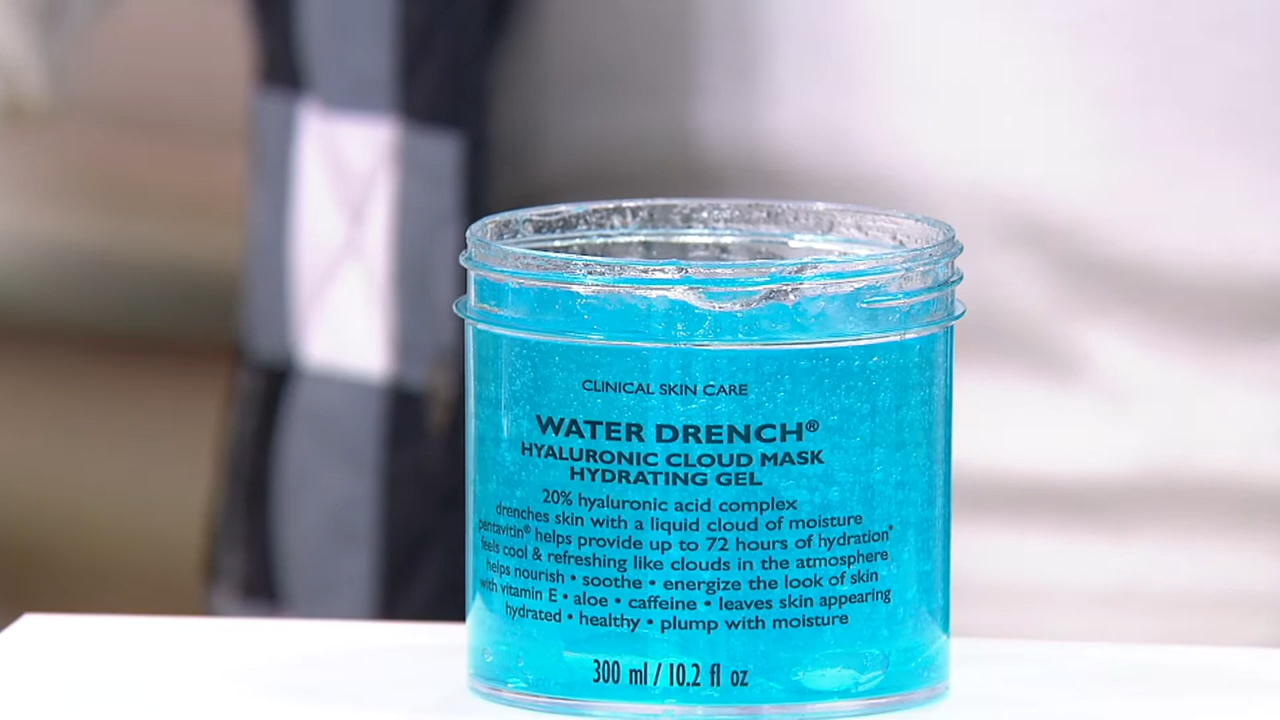 CLINICAL SKIN CARE
WATER DRENCH®
HYALURONIC CLOUD MASK
HYDRATING GEL
20% hyaluronic acid complex
drenches skin with a liquid cloud of moisture
pentavitin® helps provide up to 72 hours of hydration*
feels cool & refreshing like clouds in the atmosphere
helps nourish • soothe • energize the look of skin
with vitamin E • aloe • caffeine • leaves skin appearing
hydrated • healthy • plump with moisture
300 ml / 10.2 fl oz